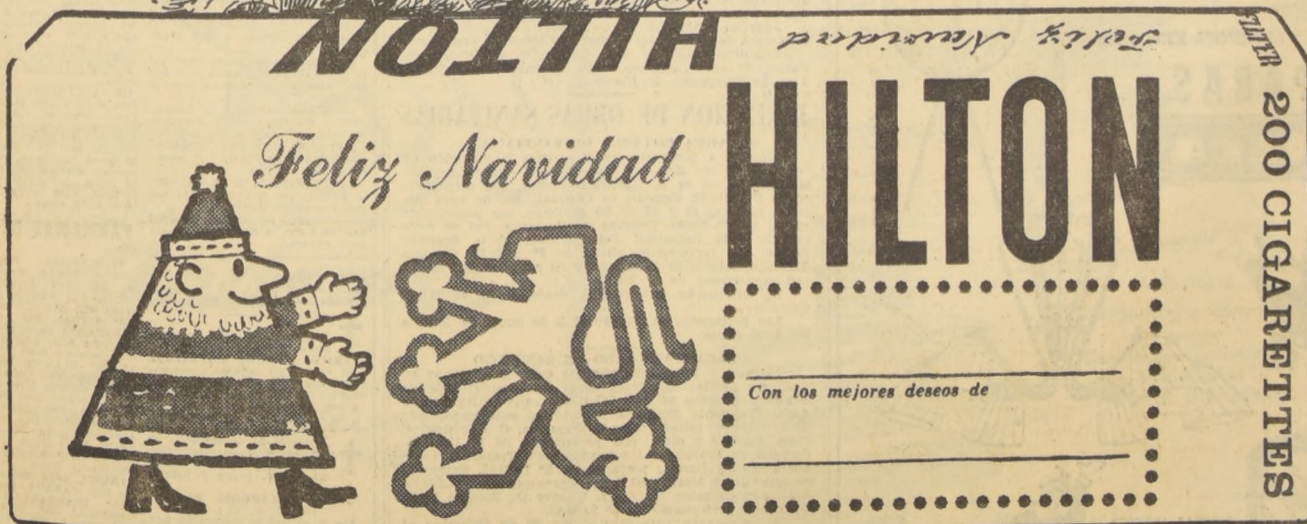 HILTON
Feliz Navidad
FILTER
Feliz Navidad
HILTON
Con los mejores deseos de
200 CIGARETTES